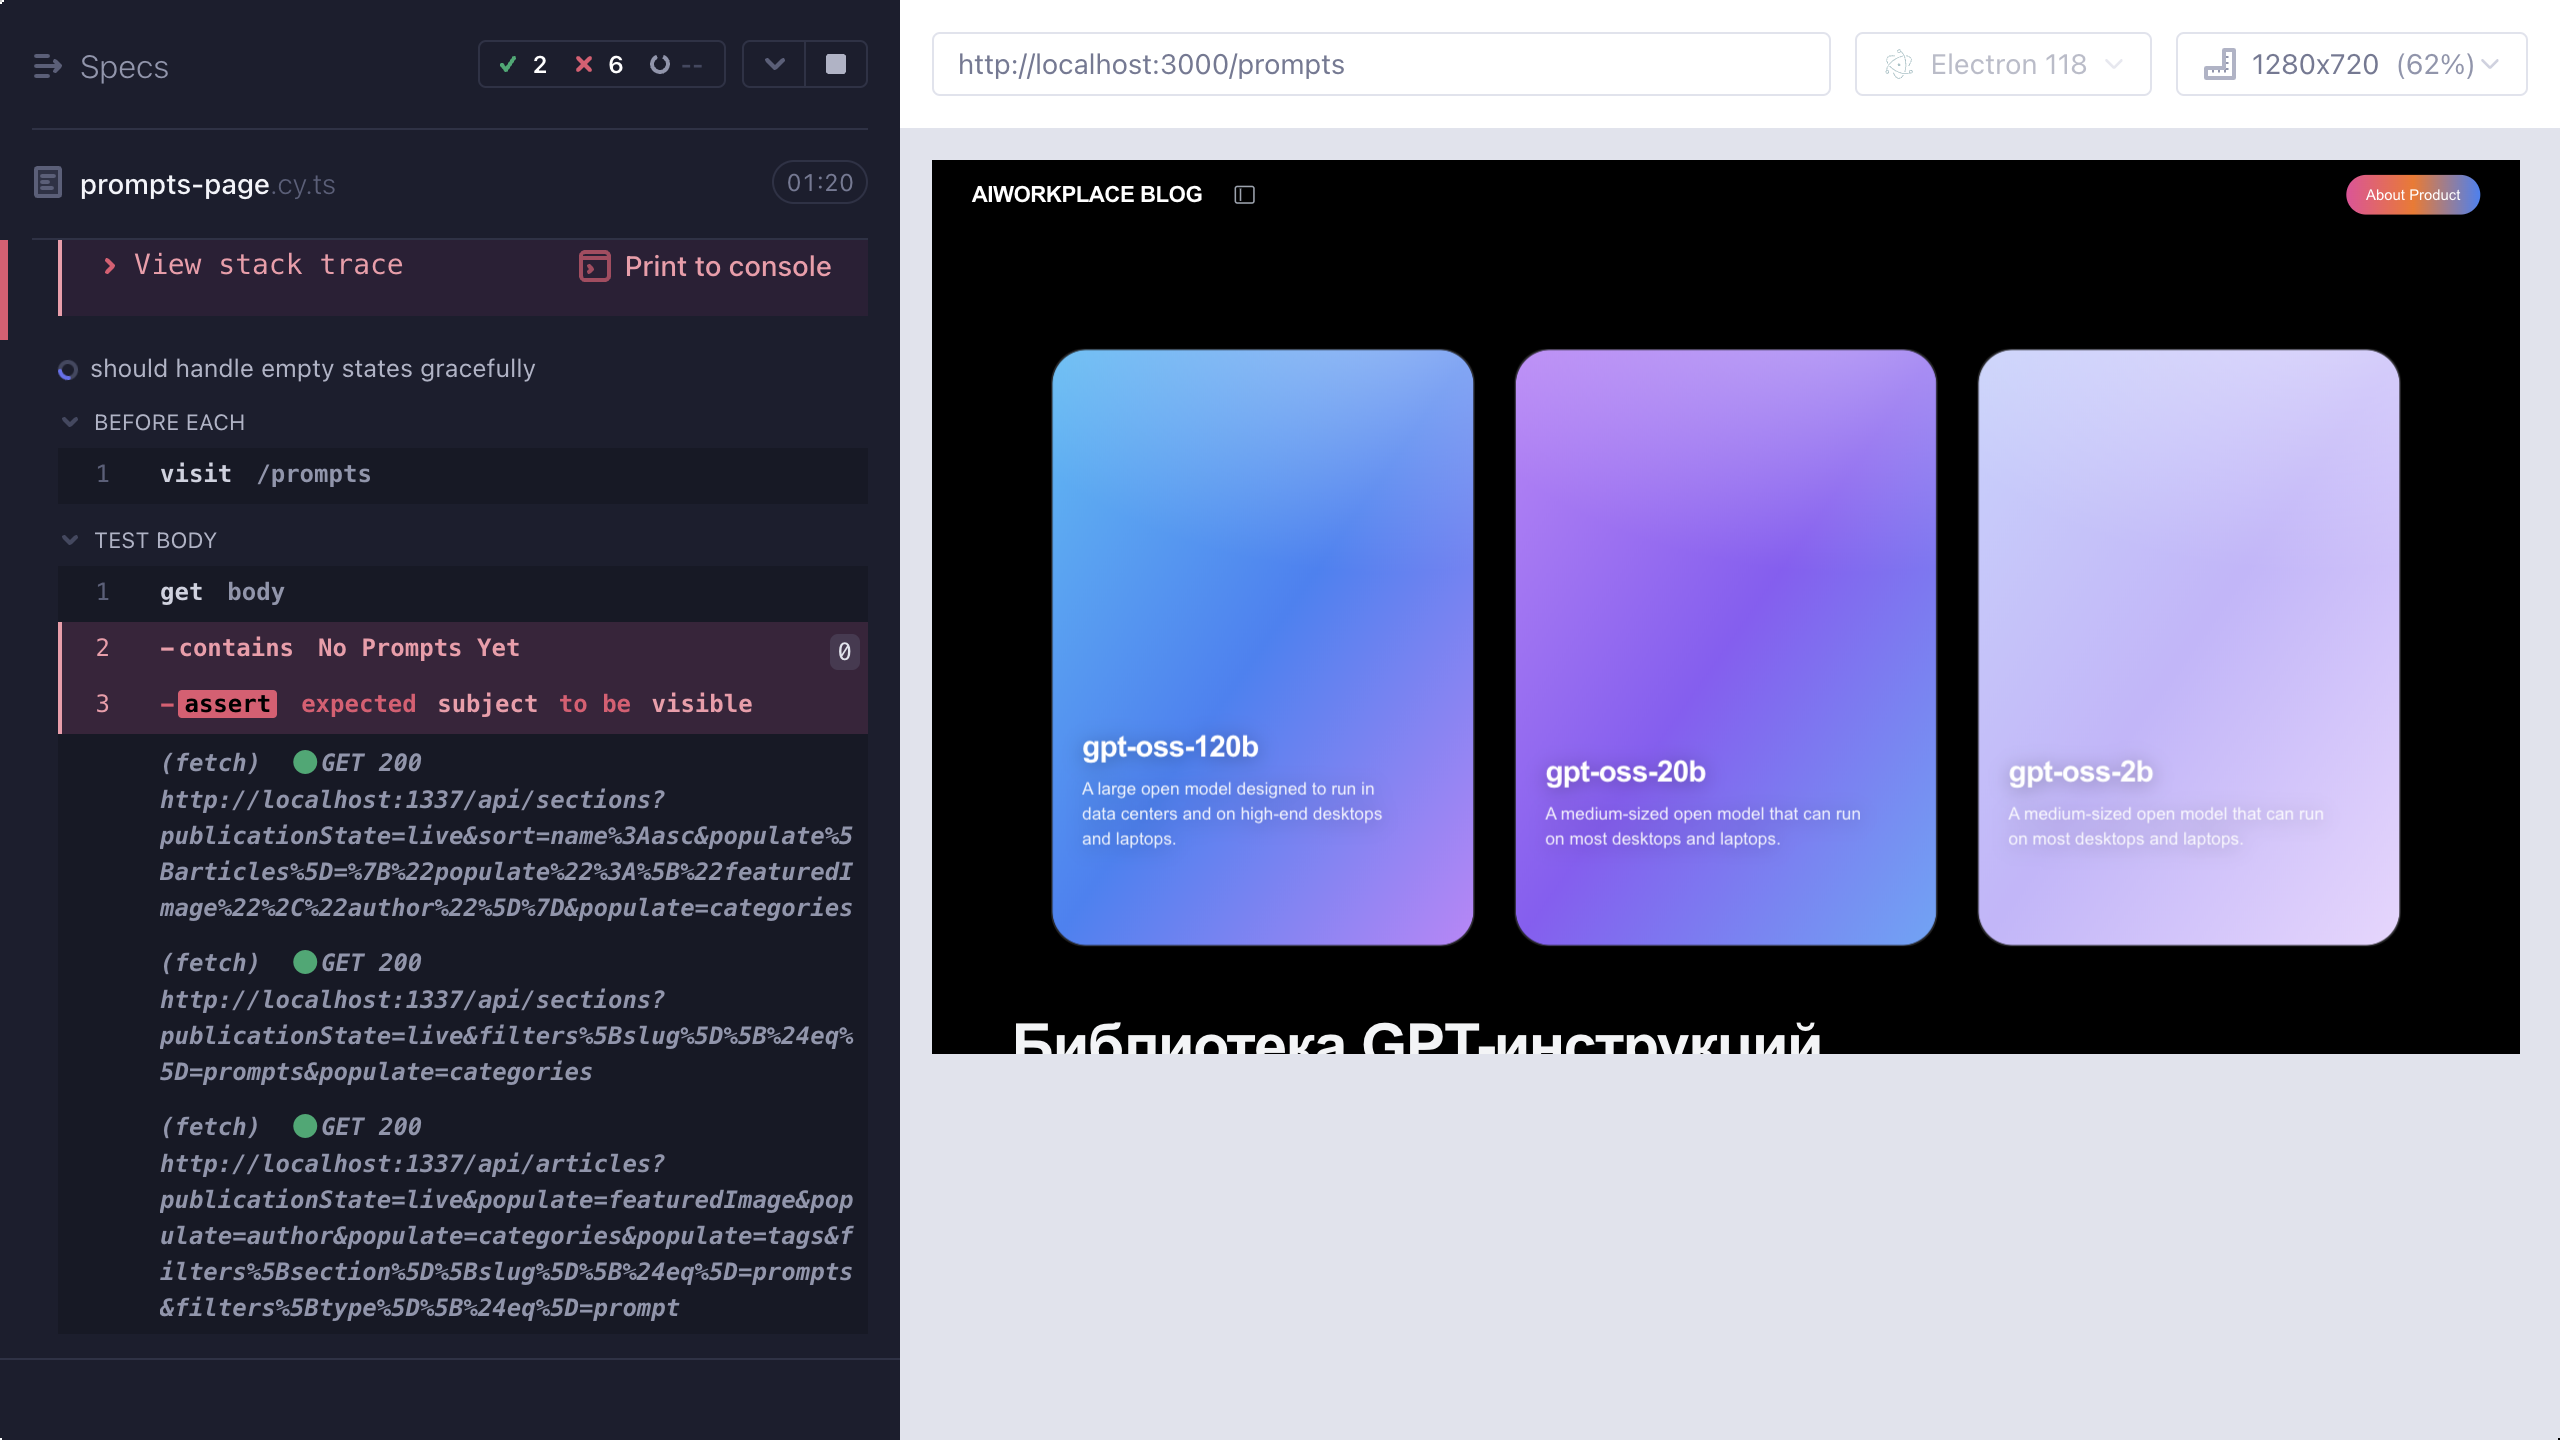 Specs
2
6
--
prompts-page.cy.ts
01:20
View stack trace
Print to console
should handle empty states gracefully
BEFORE EACH
1 visit /prompts
TEST BODY
1 get body
2 -contains No Prompts Yet 0
3 -assert expected subject to be visible
(fetch) GET 200
http://localhost:1337/api/sections?
publicationState=live&sort=name%3Aasc&populate%5
Barticles%5D=%7B%22populate%22%3A%5B%22featuredI
mage%22%2C%22author%22%5D%7D&populate=categories
(fetch) GET 200
http://localhost:1337/api/sections?
publicationState=live&filters%5Bslug%5D%5B%24eq%
5D=prompts&populate=categories
(fetch) GET 200
http://localhost:1337/api/articles?
publicationState=live&populate=featuredImage&pop
ulate=author&populate=categories&populate=tags&f
ilters%5Bsection%5D%5Bslug%5D%5B%24eq%5D=prompts
&filters%5Btype%5D%5B%24eq%5D=prompt
http://localhost:3000/prompts
Electron 118
1280x720 (62%)
AIWORKPLACE BLOG
About Product
gpt-oss-120b
A large open model designed to run in
data centers and on high-end desktops
and laptops.
gpt-oss-20b
A medium-sized open model that can run
on most desktops and laptops.
gpt-oss-2b
A medium-sized open model that can run
on most desktops and laptops.
Библиотека GPT-инструкций